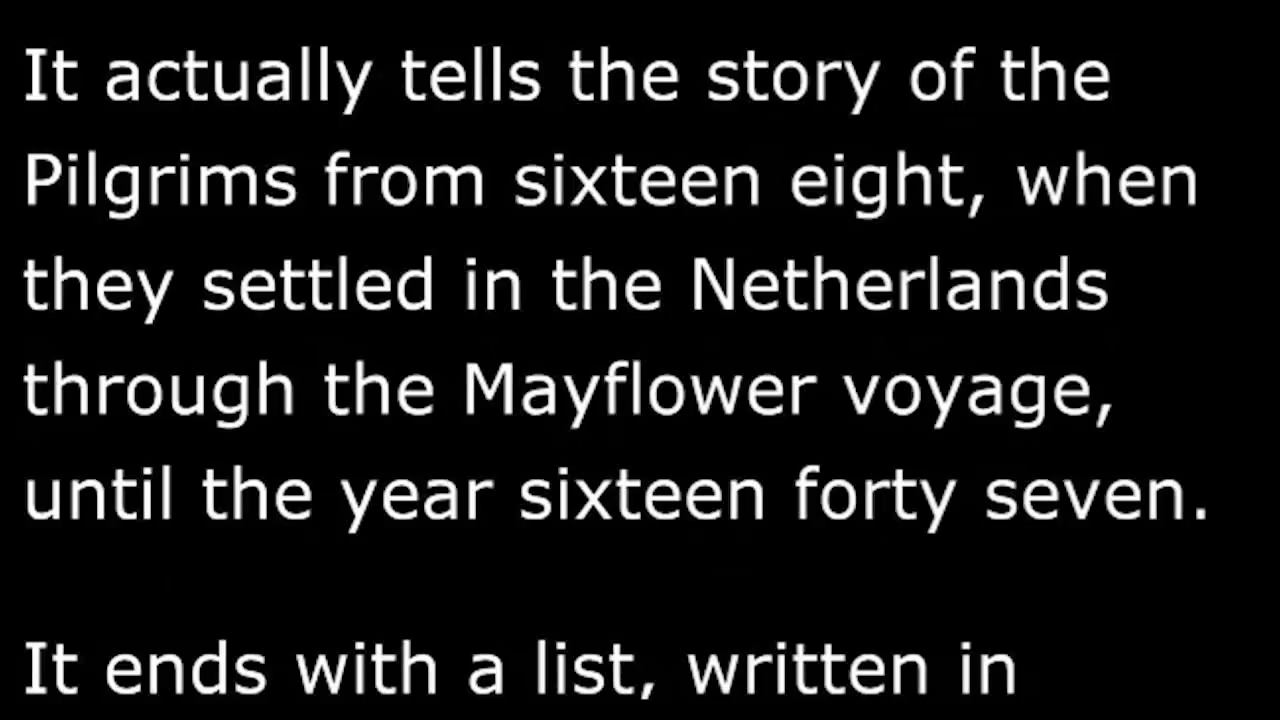 It actually tells the story of the
Pilgrims from sixteen eight, when
they settled in the Netherlands
through the Mayflower voyage,
until the year sixteen forty seven.
It ends with a list, written in